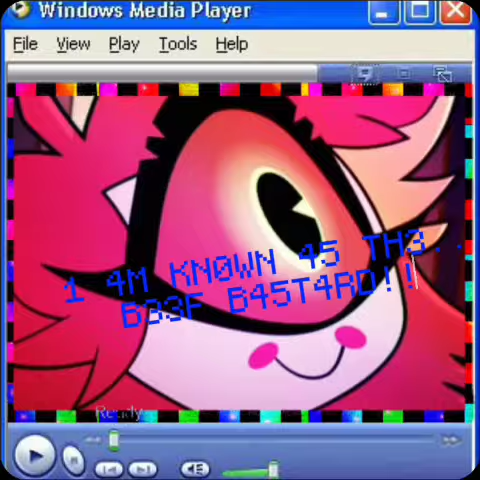 Windows Media Player
File View Play Tools Help
1 4M KN0WN 45 TH3..
B33F B45T4RD!!
Ready